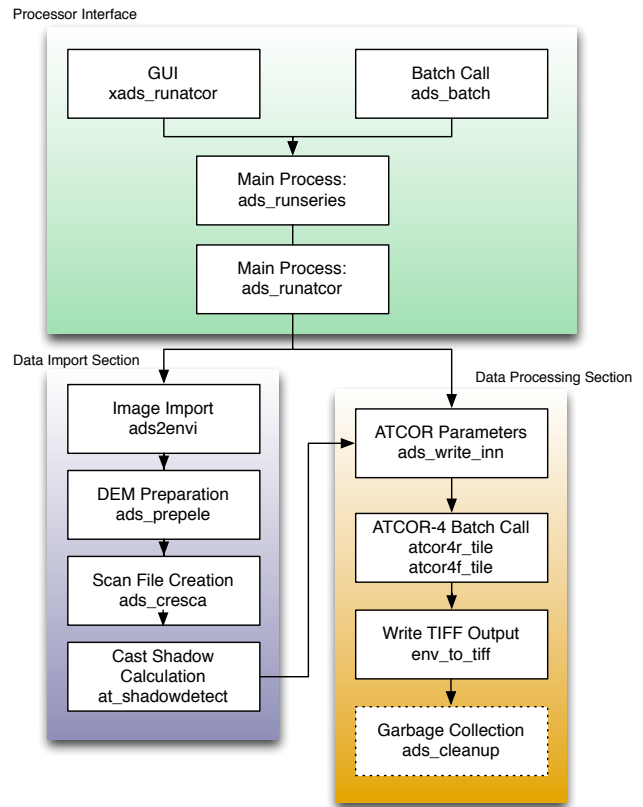 Processor Interface
GUI
xads_runatcor
Batch Call
ads_batch
Main Process:
ads_runseries
Main Process:
ads_runatcor
Data Import Section
Image Import
ads2envi
DEM Preparation
ads_prepele
Scan File Creation
ads_cresca
Cast Shadow
Calculation
at_shadowdetect
Data Processing Section
ATCOR Parameters
ads_write_inn
ATCOR-4 Batch Call
atcor4r_tile
atcor4f_tile
Write TIFF Output
env_to_tiff
Garbage Collection
ads_cleanup